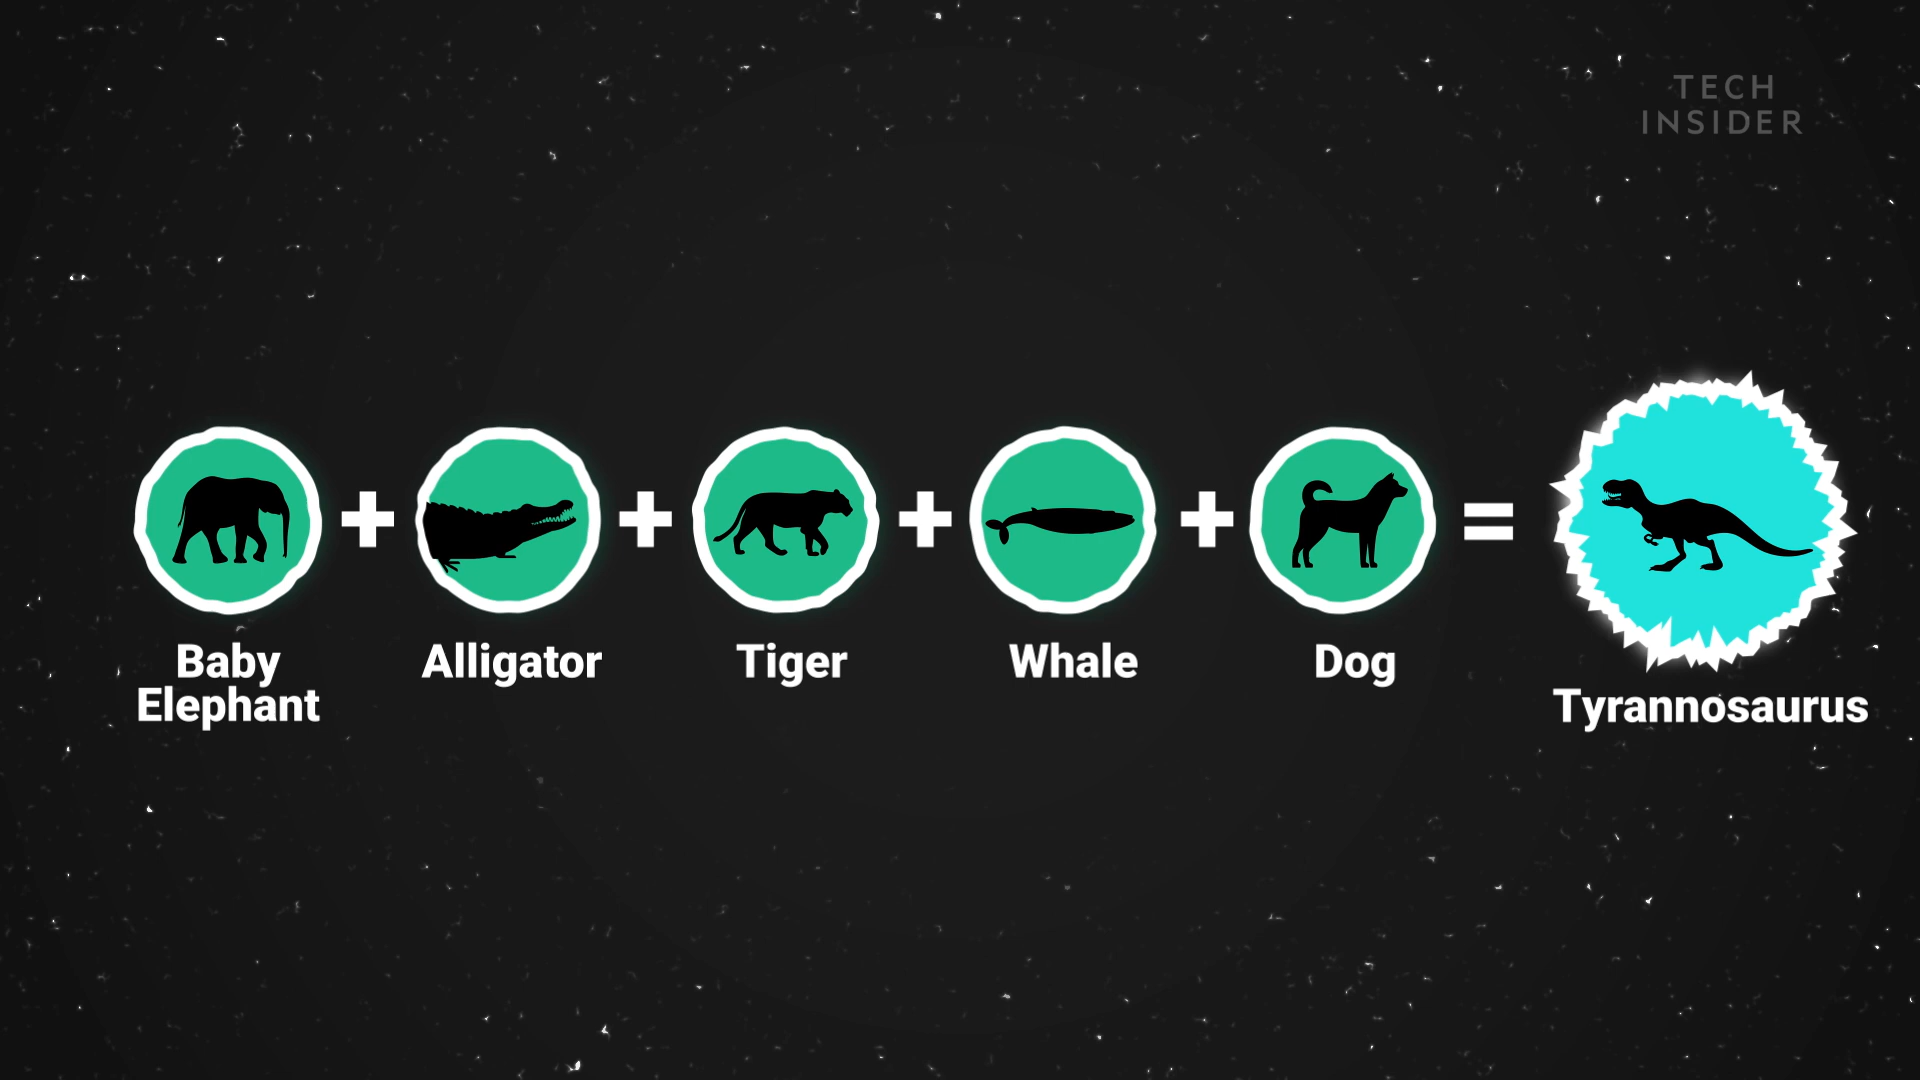 TECH
INSIDER
Baby
Elephant
Alligator
Tiger
Whale
Dog
Tyrannosaurus